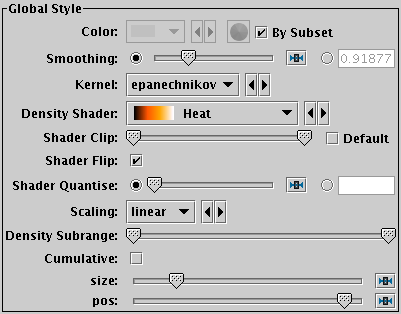 Global Style
Color: By Subset
Smoothing: 0.91877
Kernel: epanechnikov
Density Shader: Heat
Shader Clip: Default
Shader Flip:
Shader Quantise:
Scaling: linear
Density Subrange:
Cumulative:
size:
pos: